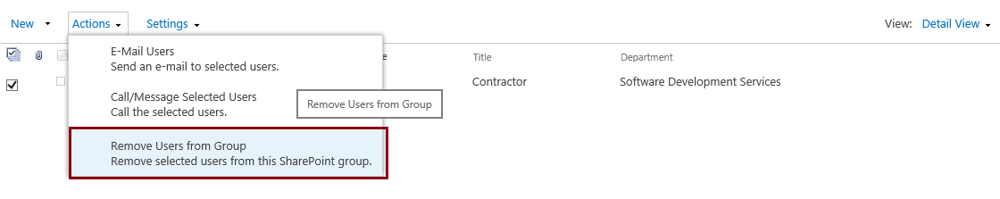 New Actions Settings View: Detail View
E-Mail Users
Send an e-mail to selected users.
e Title Department
Contractor Software Development Services
Call/Message Selected Users
Call the selected users.
Remove Users from Group
Remove Users from Group
Remove selected users from this SharePoint group.